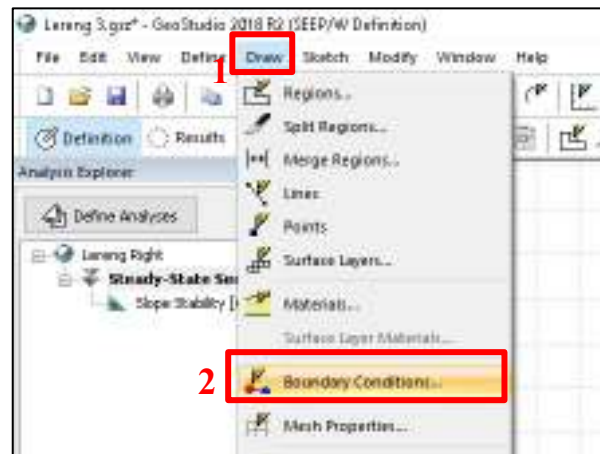 Lereng 3.gsz* - GeoStudio 2018 R2 (SEEP/W Definition)
File Edit View Define Draw Sketch Modify Window Help
1
Regions...
Definition Results
Split Regions...
Merge Regions...
Analysis Explorer
Lines
Define Analyses
Points
Lereng Right
Surface Layers...
Steady-State
Slope Stability
Materials...
Surface Layer Materials...
2
Boundary Conditions...
Mesh Properties...